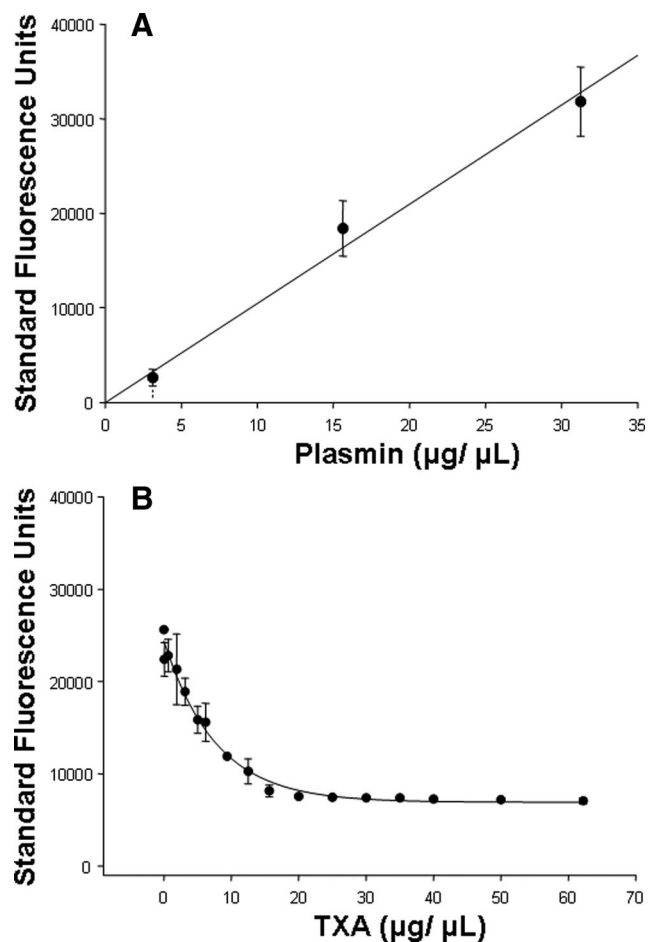 A
40000
30000
20000
10000
0
0 5 10 15 20 25 30 35
Standard Fluorescence Units
Plasmin (µg/ µL)
B
40000
30000
20000
10000
0
0 10 20 30 40 50 60 70
Standard Fluorescence Units
TXA (µg/ µL)